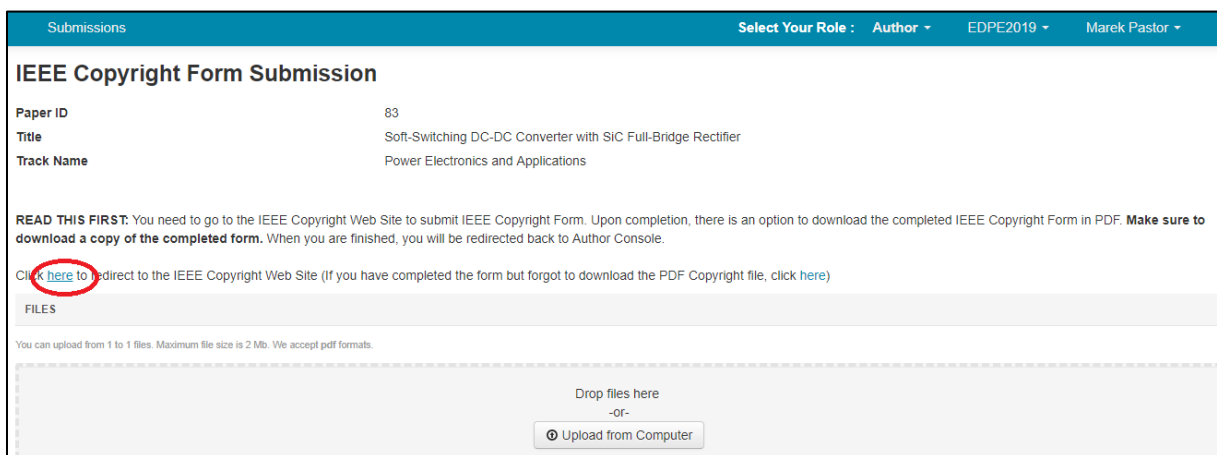 Submissions Select Your Role : Author EDPE2019 Marek Pastor
IEEE Copyright Form Submission
Paper ID 83
Title Soft-Switching DC-DC Converter with SiC Full-Bridge Rectifier
Track Name Power Electronics and Applications
READ THIS FIRST: You need to go to the IEEE Copyright Web Site to submit IEEE Copyright Form. Upon completion, there is an option to download the completed IEEE Copyright Form in PDF. Make sure to
download a copy of the completed form. When you are finished, you will be redirected back to Author Console.
Click here to redirect to the IEEE Copyright Web Site (If you have completed the form but forgot to download the PDF Copyright file, click here)
FILES
You can upload from 1 to 1 files. Maximum file size is 2 Mb. We accept pdf formats.
Drop files here
-or-
Upload from Computer